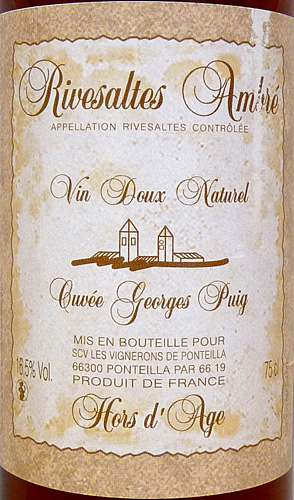 Rivesaltes Ambré
APPELLATION RIVESALTES CONTRÔLÉE
Vin Doux Naturel
Cuvée Georges Puig
MIS EN BOUTEILLE POUR
SCV LES VIGNERONS DE PONTEILLA
66300 PONTEILLA PAR 66.19
16,5% Vol.
75 cl
PRODUIT DE FRANCE
Hors d'Age